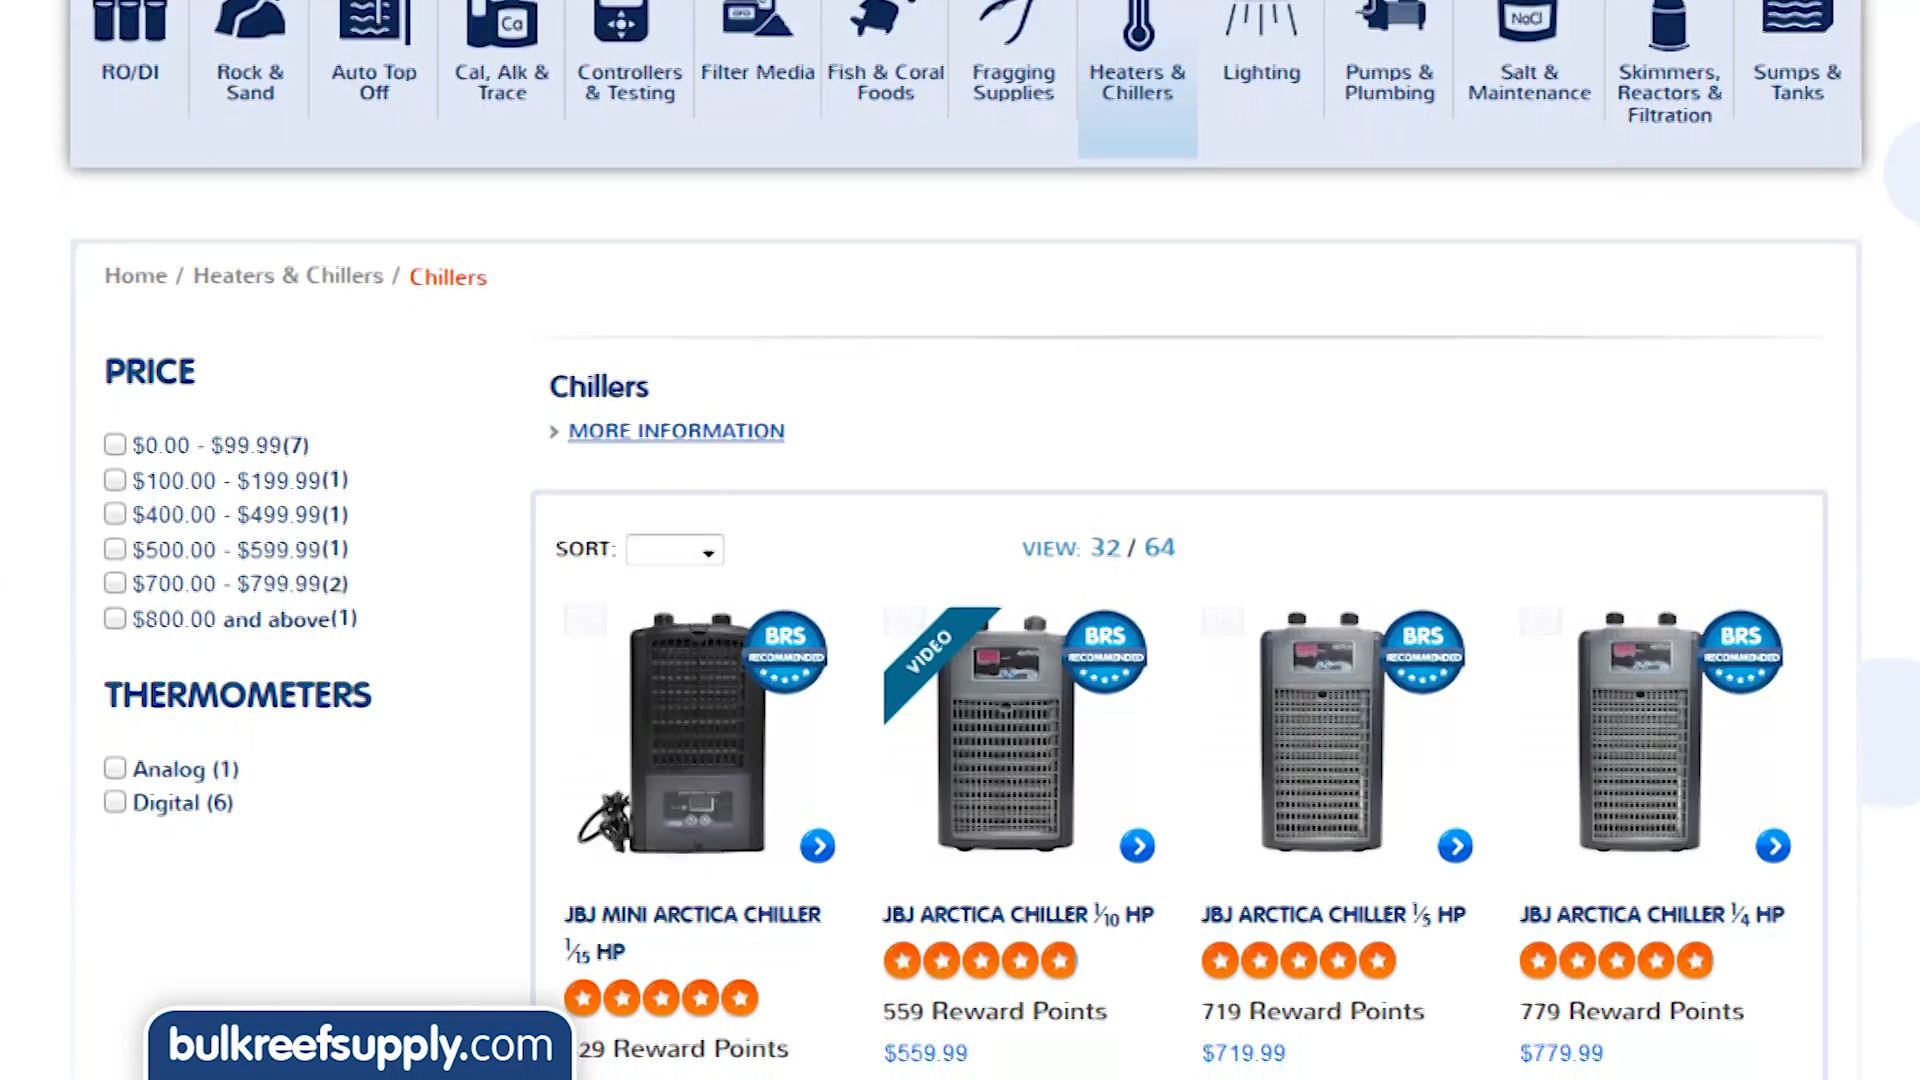 RO/DI
Rock &
Sand
Auto Top
Off
Ca
Cal, Alk &
Trace
Controllers
& Testing
Filter Media
Fish & Coral
Foods
Fragging
Supplies
Heaters &
Chillers
Lighting
Pumps &
Plumbing
NaCl
Salt &
Maintenance
Skimmers,
Reactors &
Filtration
Sumps &
Tanks
Home / Heaters & Chillers / Chillers
PRICE
$0.00 - $99.99(7)
$100.00 - $199.99(1)
$400.00 - $499.99(1)
$500.00 - $599.99(1)
$700.00 - $799.99(2)
$800.00 and above(1)
THERMOMETERS
Analog (1)
Digital (6)
Chillers
MORE INFORMATION
SORT:
VIEW: 32 / 64
BRS
RECOMMENDED
VIDEO
BRS
RECOMMENDED
BRS
RECOMMENDED
BRS
RECOMMENDED
JBJ MINI ARCTICA CHILLER
1/15 HP
29 Reward Points
JBJ ARCTICA CHILLER 1/10 HP
559 Reward Points
$559.99
JBJ ARCTICA CHILLER 1/5 HP
719 Reward Points
$719.99
JBJ ARCTICA CHILLER 1/4 HP
779 Reward Points
$779.99
bulkreefsupply.com